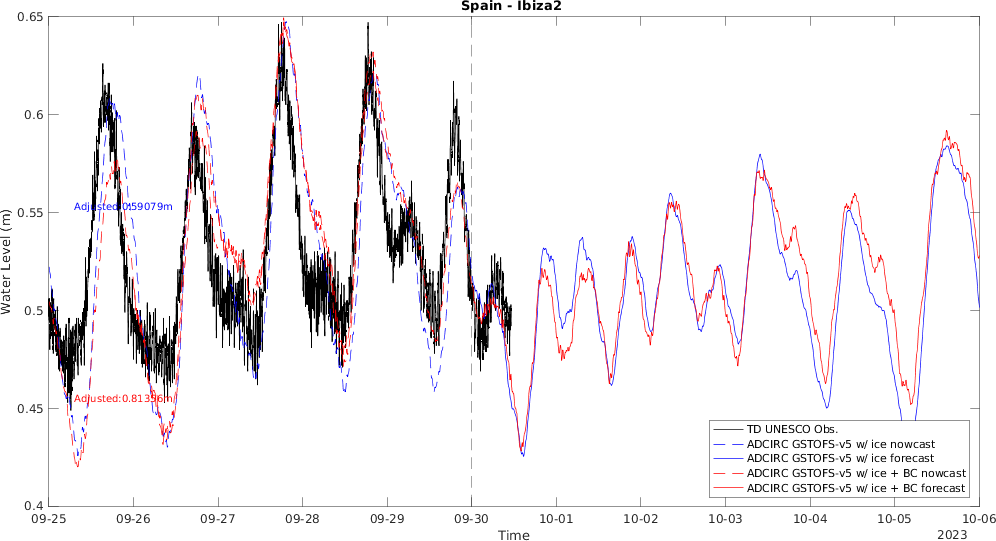 Spain - Ibiza2
0.65
0.6
0.55
0.5
0.45
0.4
Water Level (m)
Adjusted:0.59079m
Adjusted:0.81356m
TD UNESCO Obs.
ADCIRC GSTOFS-v5 w/ ice nowcast
ADCIRC GSTOFS-v5 w/ ice forecast
ADCIRC GSTOFS-v5 w/ ice + BC nowcast
ADCIRC GSTOFS-v5 w/ ice + BC forecast
09-25 09-26 09-27 09-28 09-29 09-30 10-01 10-02 10-03 10-04 10-05 10-06
Time
2023